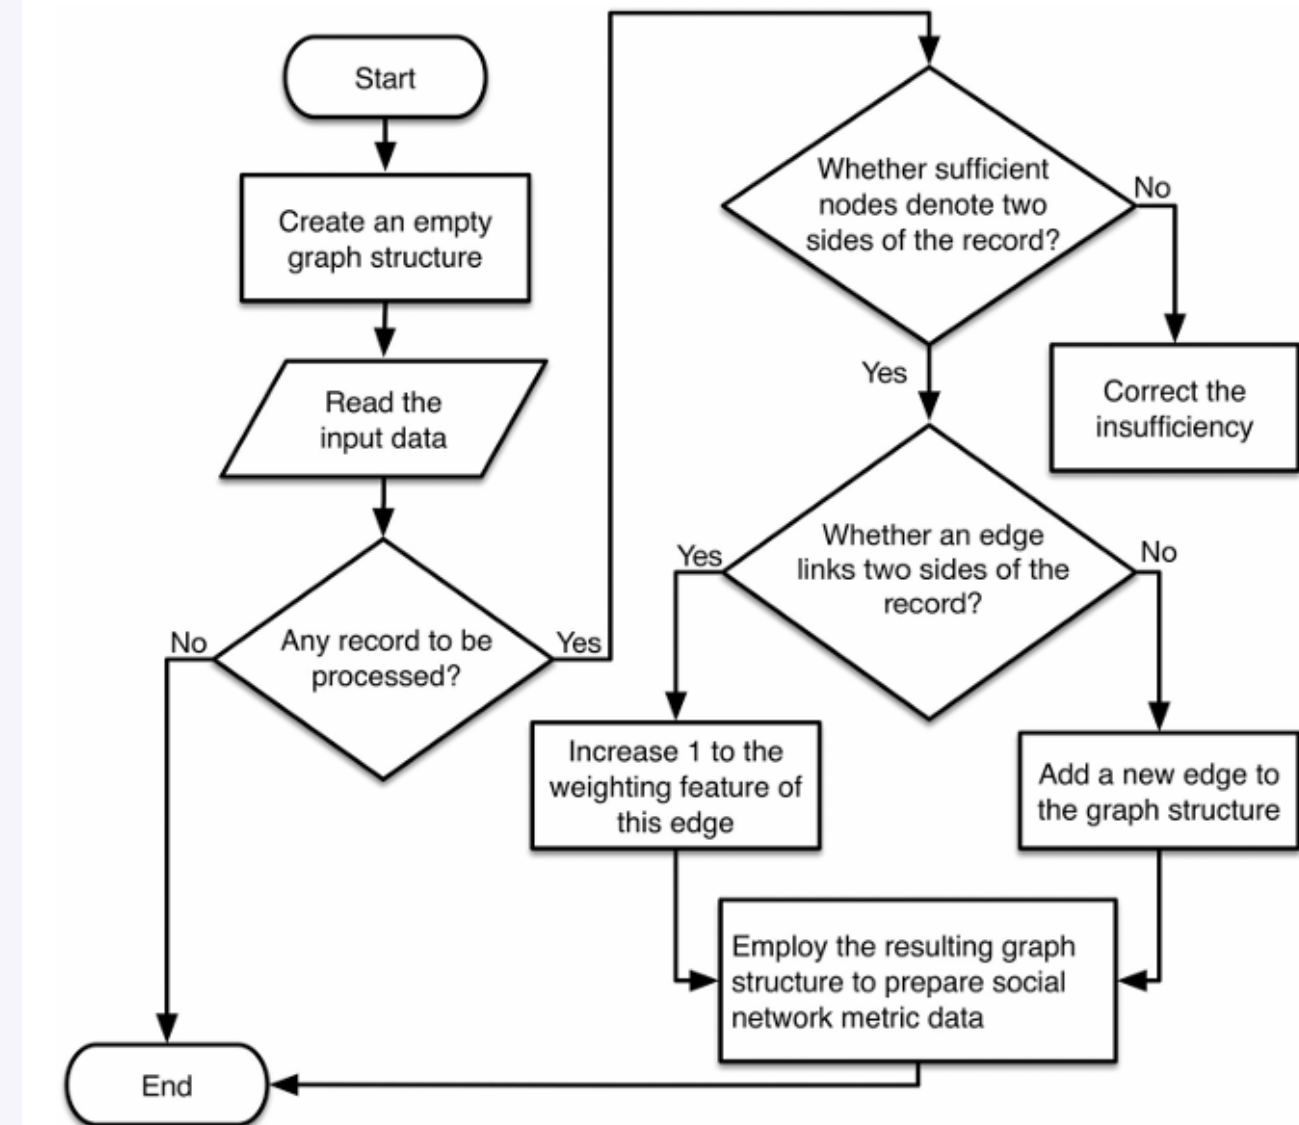 Start
Create an empty
graph structure
Read the
input data
Any record to be
processed?
No
Yes
Whether sufficient
nodes denote two
sides of the record?
No
Correct the
insufficiency
Yes
Whether an edge
links two sides of the
record?
Yes
No
Increase 1 to the
weighting feature of
this edge
Add a new edge to
the graph structure
Employ the resulting graph
structure to prepare social
network metric data
End